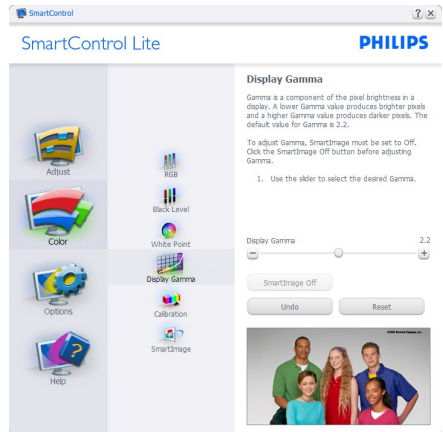 SmartControl
SmartControl Lite
PHILIPS
Adjust
Color
Options
Help
RGB
Black Level
White Point
Display Gamma
Calibration
SmartImage
Display Gamma
Gamma is a component of the pixel brightness in a
display. A lower Gamma value produces brighter pixels
and a higher Gamma value produces darker pixels. The
default value for Gamma is 2.2.
To adjust Gamma, SmartImage must be set to Off.
Click the SmartImage Off button before adjusting
Gamma.
1. Use the slider to select the desired Gamma.
Display Gamma 2.2
SmartImage Off
Undo Reset